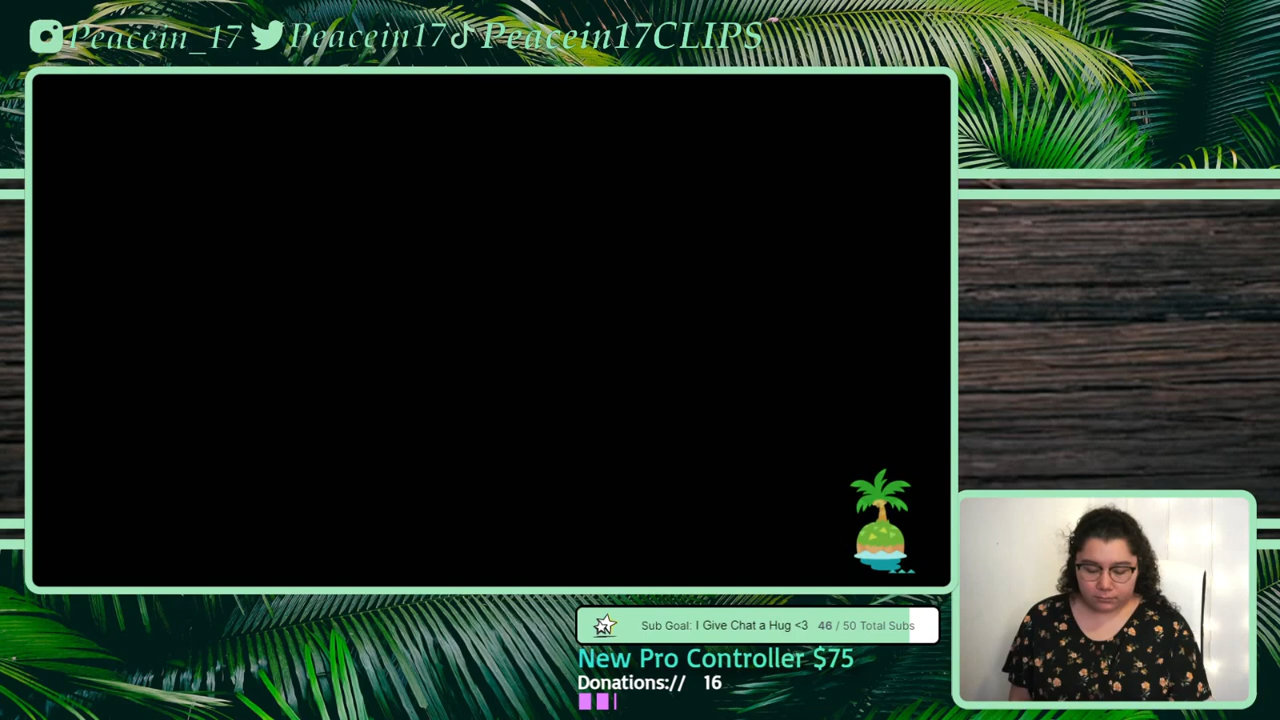 Peacein_17 Peacein17 Peacein17CLIPS
Sub Goal: I Give Chat a Hug <3 46 / 50 Total Subs
New Pro Controller $75
Donations:// 16